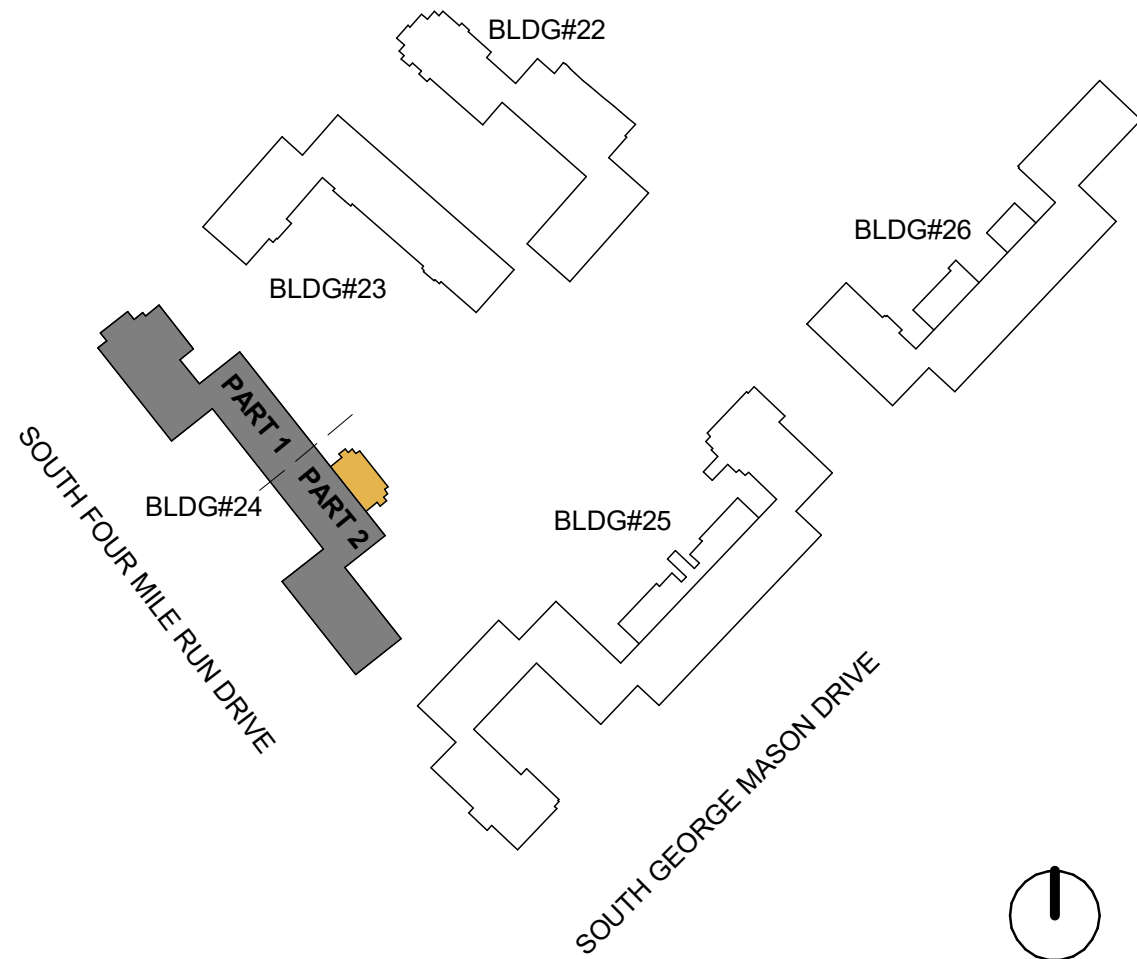 BLDG#22
BLDG#26
BLDG#23
PART 1
PART 2
BLDG#24
BLDG#25
SOUTH FOUR MILE RUN DRIVE
SOUTH GEORGE MASON DRIVE